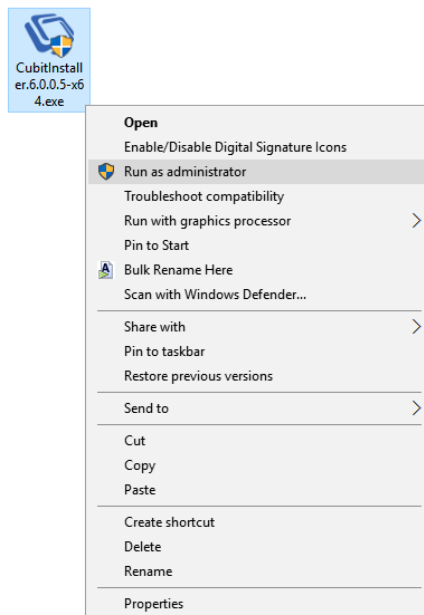 CubitInstall
er.6.0.0.5-x6
4.exe
Open
Enable/Disable Digital Signature Icons
Run as administrator
Troubleshoot compatibility
Run with graphics processor
Pin to Start
Bulk Rename Here
Scan with Windows Defender...
Share with
Pin to taskbar
Restore previous versions
Send to
Cut
Copy
Paste
Create shortcut
Delete
Rename
Properties